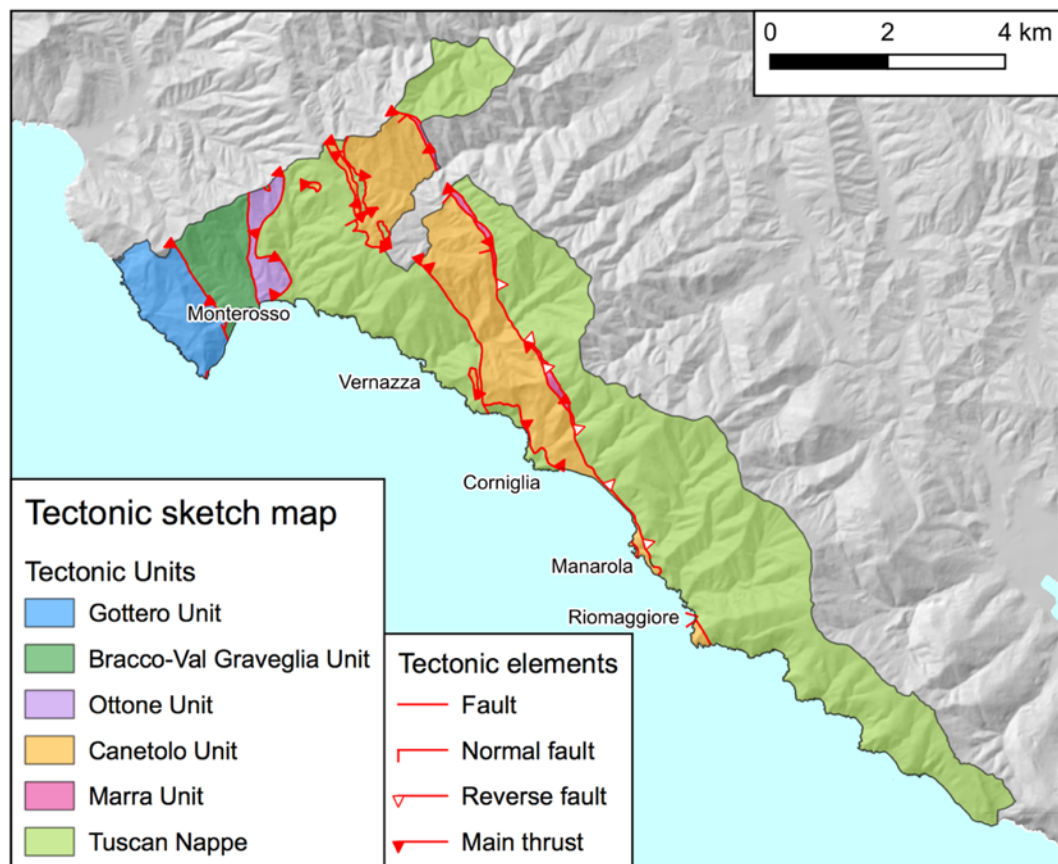 0 2 4 km
Monterosso
Vernazza
Corniglia
Manarola
Riomaggiore
Tectonic sketch map
Tectonic Units
Gottero Unit
Bracco-Val Graveglia Unit
Ottone Unit
Canetolo Unit
Marra Unit
Tuscan Nappe
Tectonic elements
Fault
Normal fault
Reverse fault
Main thrust